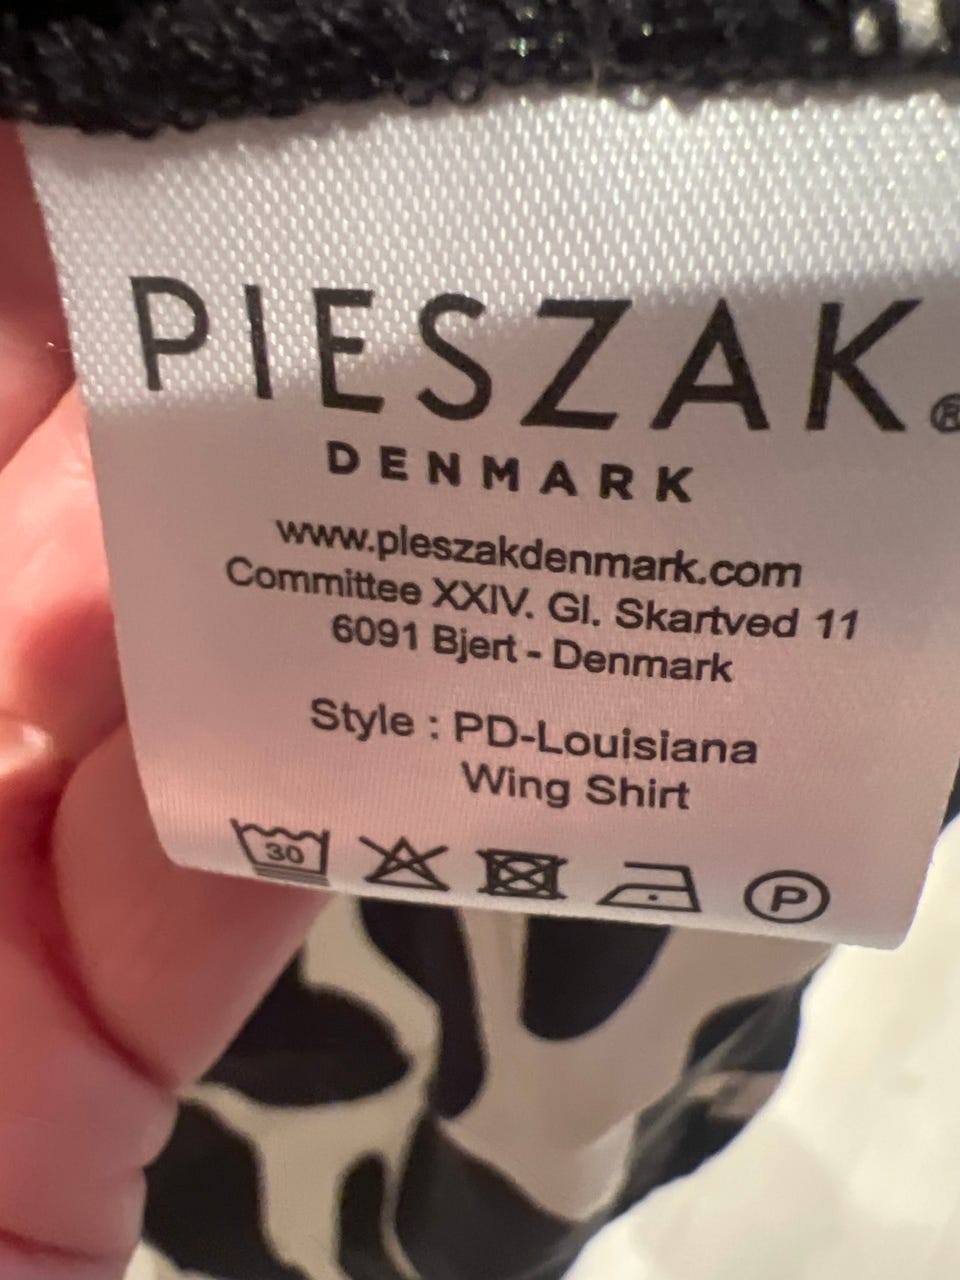 PIESZAK®
DENMARK
www.pieszakdenmark.com
Committee XXIV. Gl. Skartved 11
6091 Bjert - Denmark
Style : PD-Louisiana
Wing Shirt
30 P